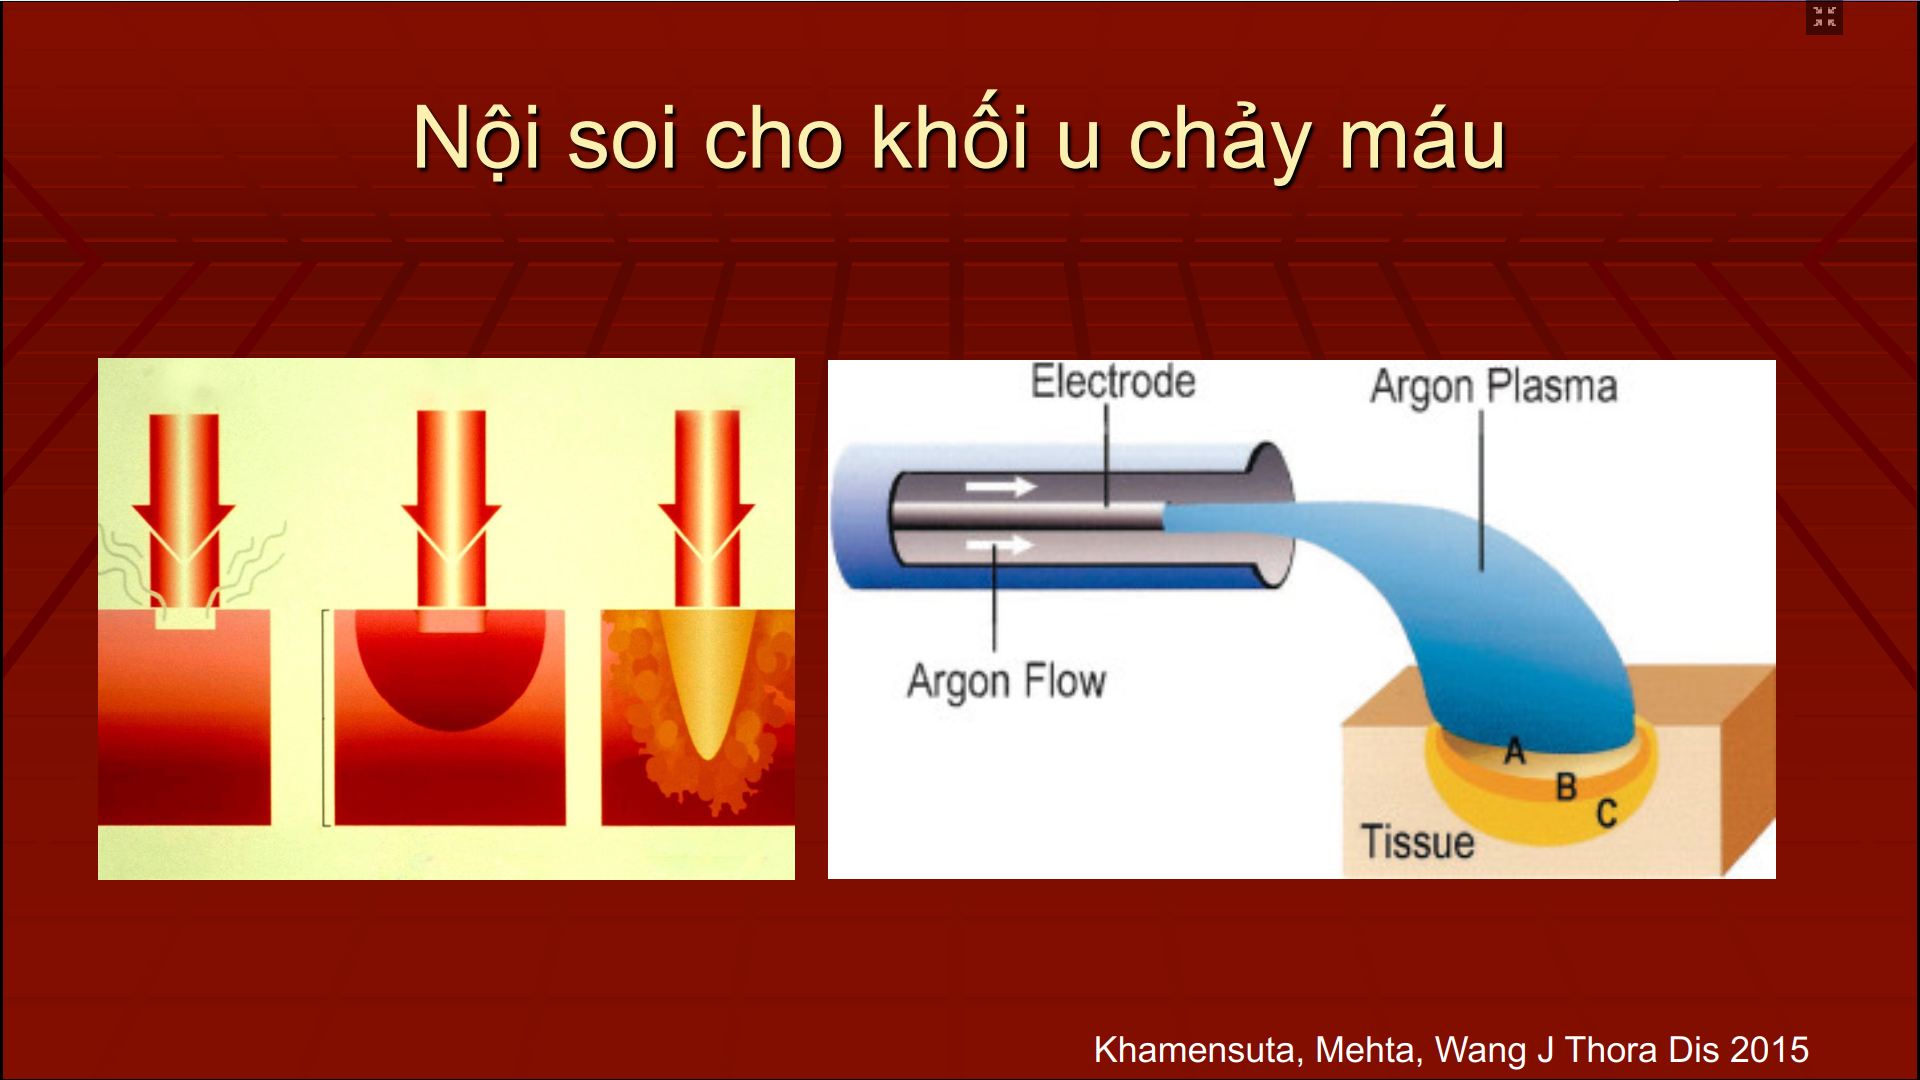 Nội soi cho khối u chảy máu
Electrode
Argon Plasma
Argon Flow
A
B
C
Tissue
Khamensuta, Mehta, Wang J Thora Dis 2015